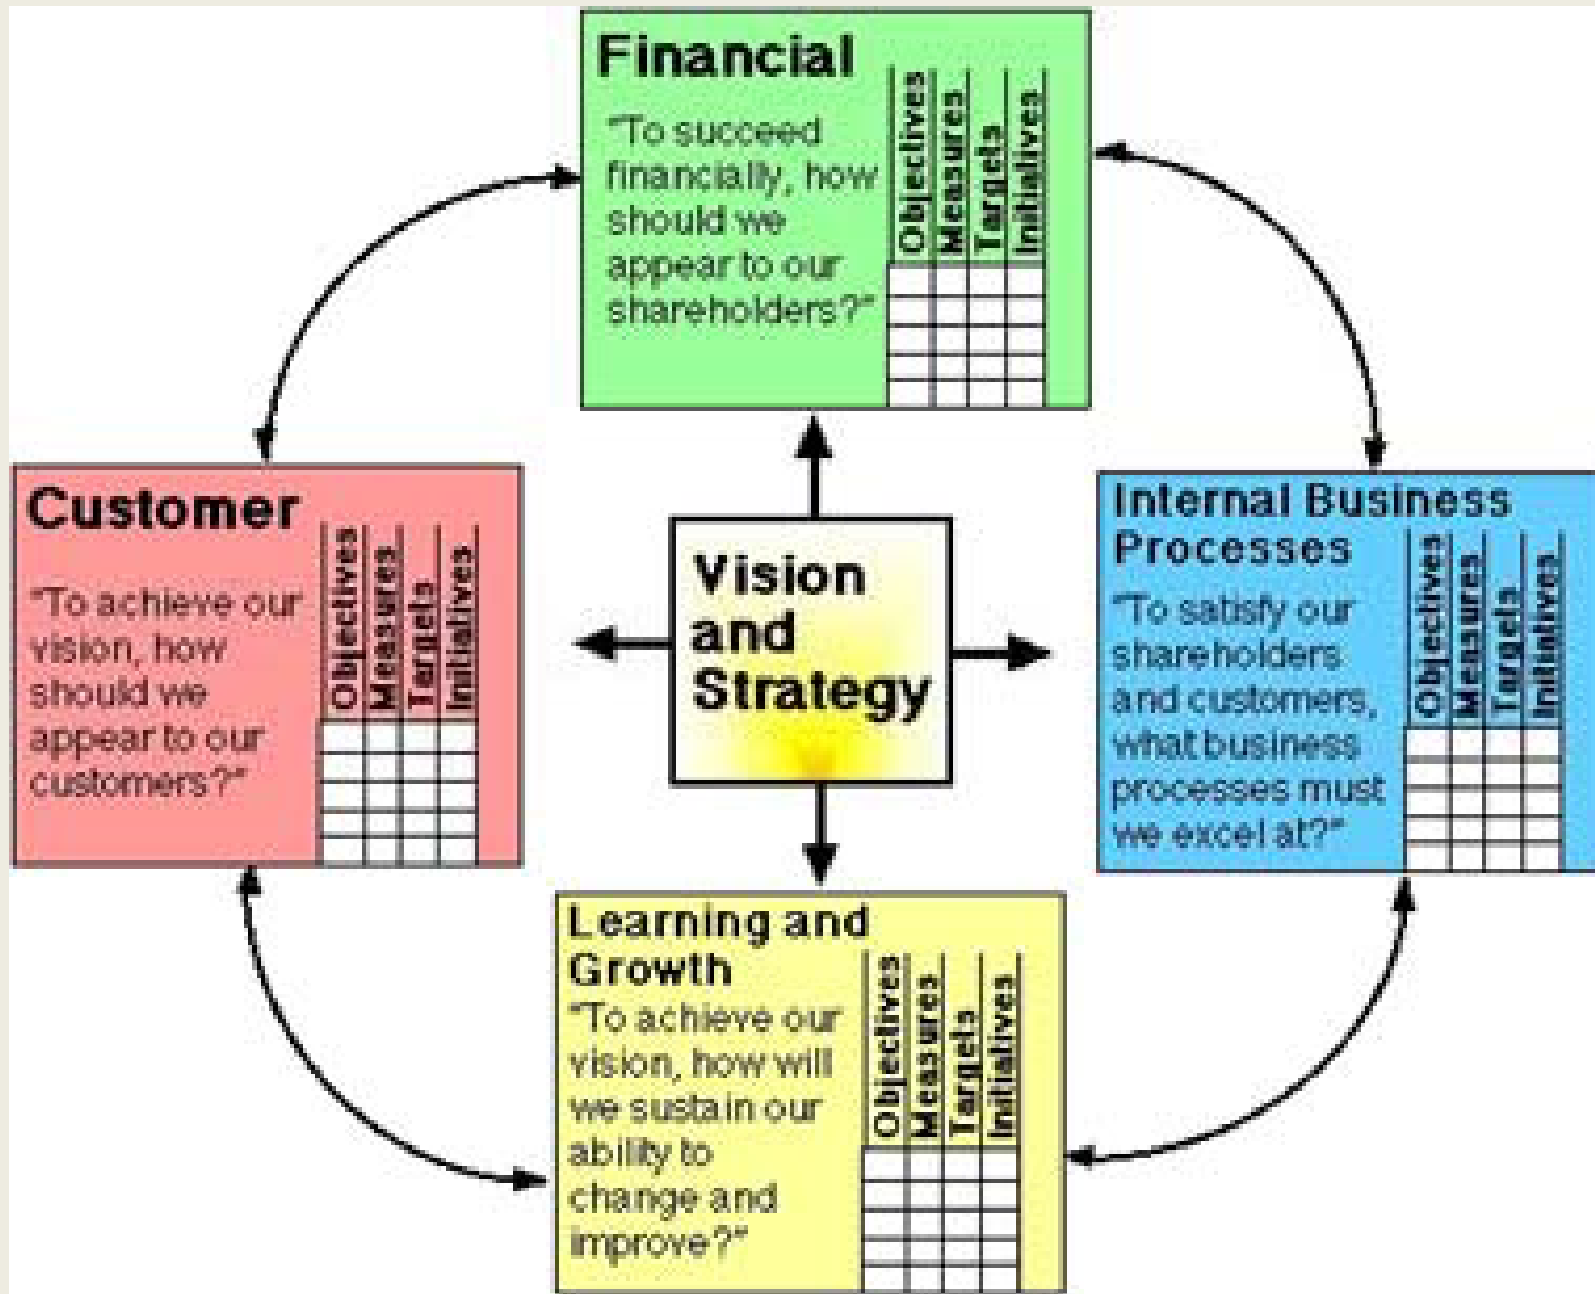 Financial
"To succeed
financially, how
should we
appear to our
shareholders?"
Objectives
Measures
Targets
Initiatives
Customer
"To achieve our
vision, how
should we
appear to our
customers?"
Objectives
Measures
Targets
Initiatives
Vision
and
Strategy
Internal Business
Processes
"To satisfy our
shareholders
and customers,
what business
processes must
we excel at?"
Objectives
Measures
Targets
Initiatives
Learning and
Growth
"To achieve our
vision, how will
we sustain our
ability to
change and
improve?"
Objectives
Measures
Targets
Initiatives